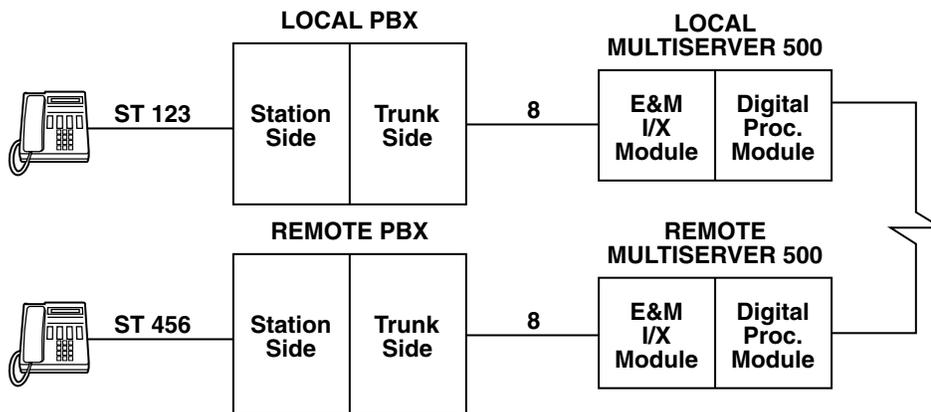 LOCAL PBX
LOCAL
MULTISERVER 500
ST 123
Station
Side
Trunk
Side
8
E&M
I/X
Module
Digital
Proc.
Module
REMOTE PBX
REMOTE
MULTISERVER 500
ST 456
Station
Side
Trunk
Side
8
E&M
I/X
Module
Digital
Proc.
Module